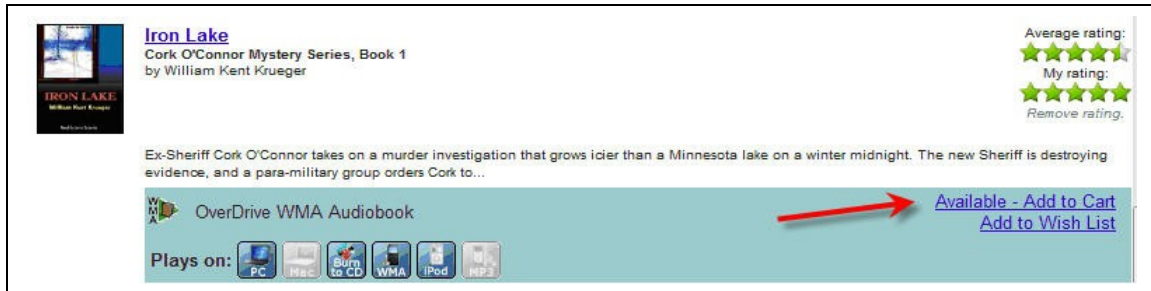 Iron Lake
Cork O'Connor Mystery Series, Book 1
by William Kent Krueger
Average rating:
My rating:
Remove rating.
IRON LAKE
William Kent Krueger
Ex-Sheriff Cork O'Connor takes on a murder investigation that grows icier than a Minnesota lake on a winter midnight. The new Sheriff is destroying
evidence, and a para-military group orders Cork to...
WMA
OverDrive WMA Audiobook
Available - Add to Cart
Add to Wish List
Plays on:
PC
Mac
Burn to CD
WMA
iPod
MP3